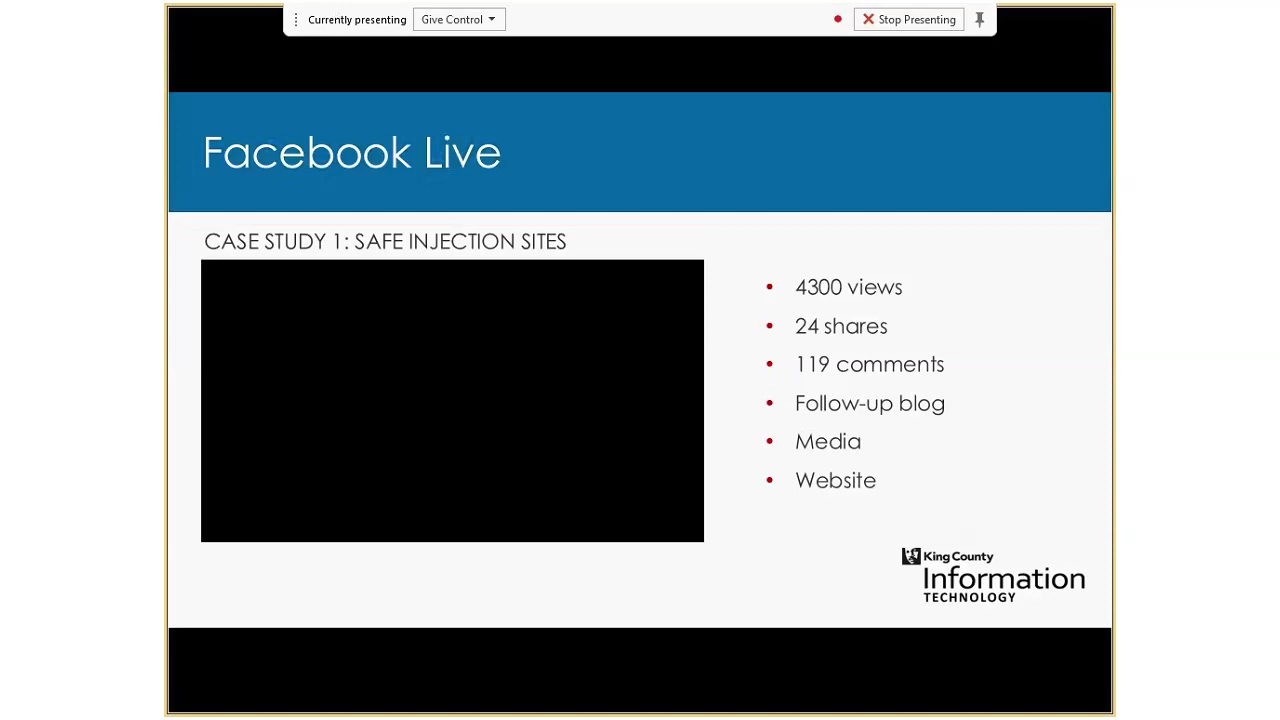 Currently presenting Give Control Stop Presenting
Facebook Live
CASE STUDY 1: SAFE INJECTION SITES
• 4300 views
• 24 shares
• 119 comments
• Follow-up blog
• Media
• Website
King County
Information
TECHNOLOGY